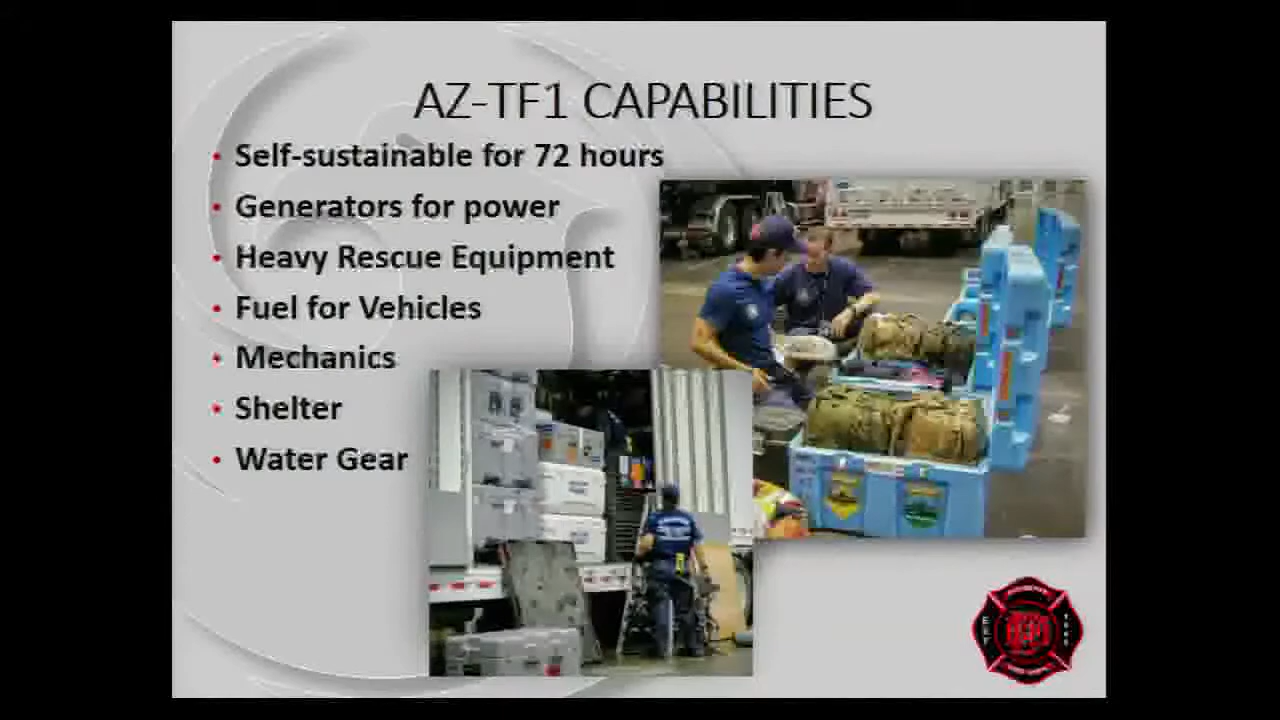 AZ-TF1 CAPABILITIES
Self-sustainable for 72 hours
Generators for power
Heavy Rescue Equipment
Fuel for Vehicles
Mechanics
Shelter
Water Gear